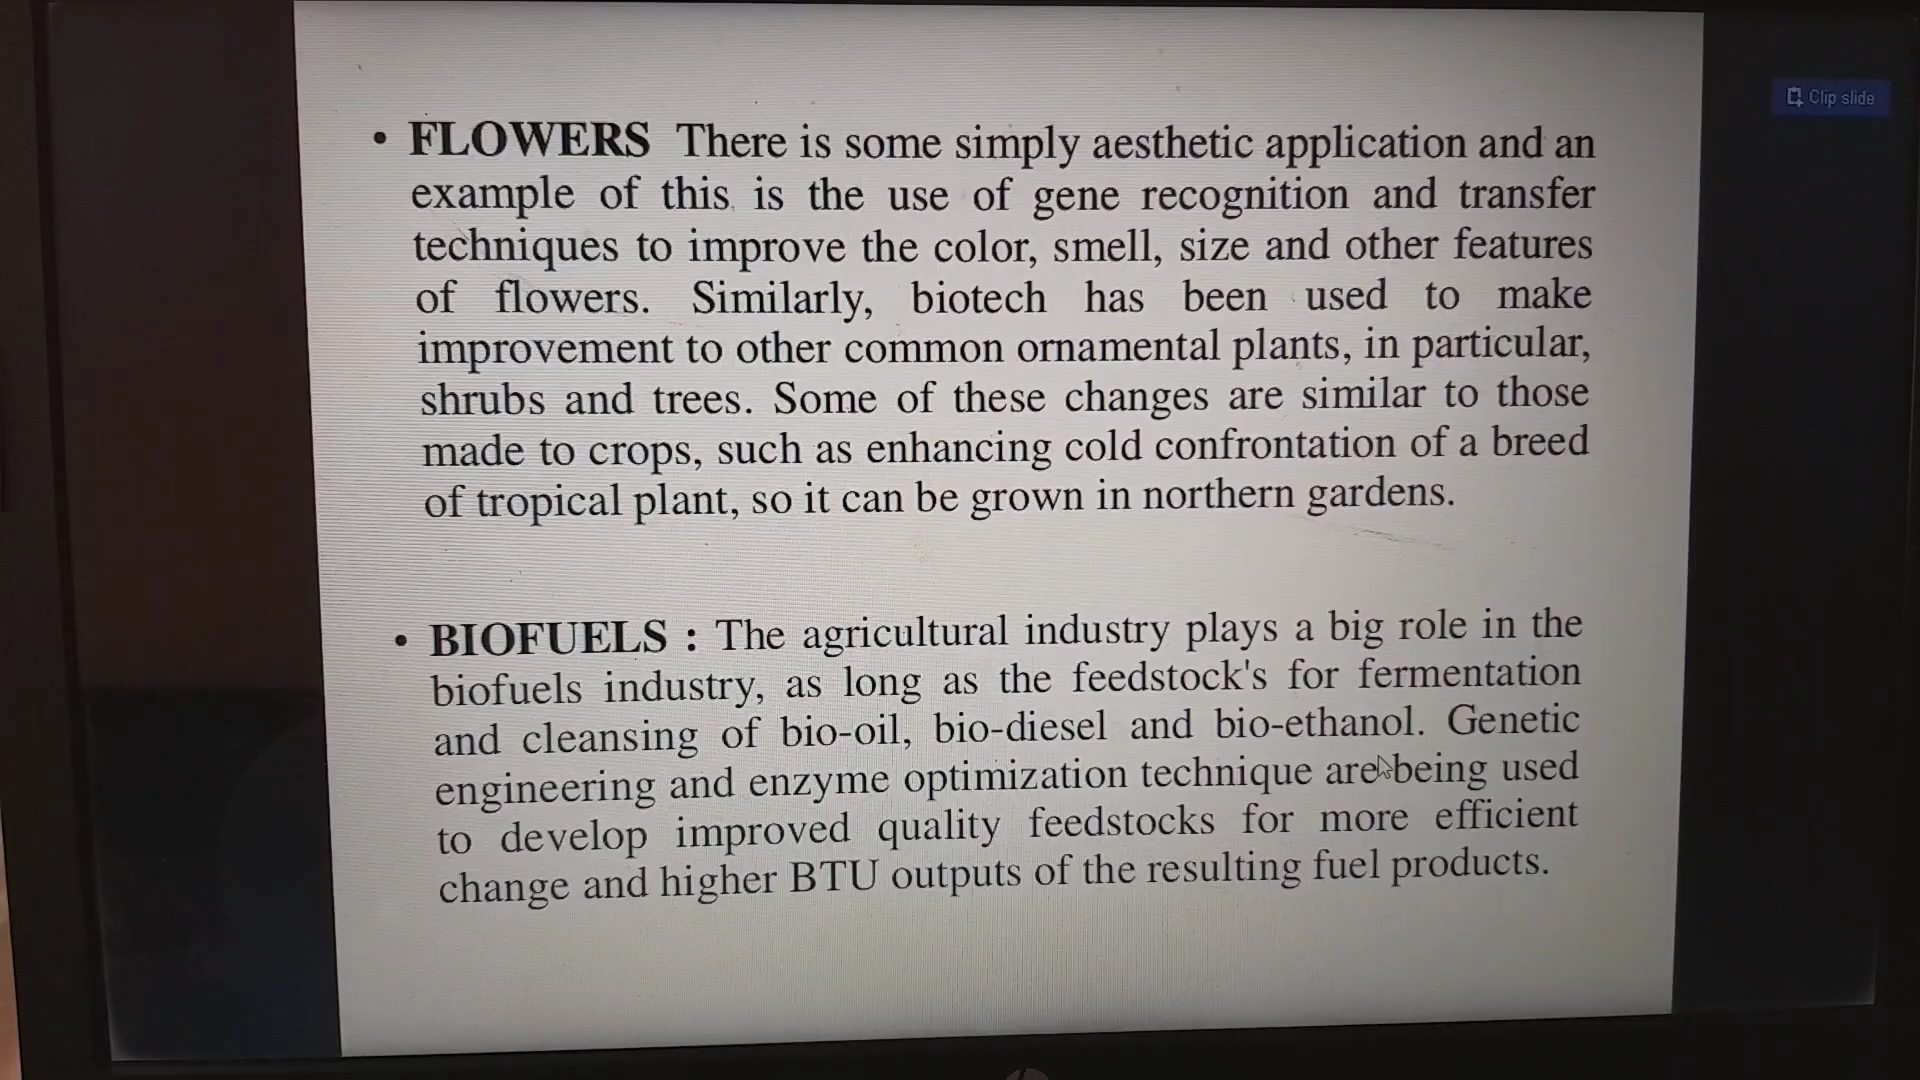 Clip slide
• FLOWERS There is some simply aesthetic application and an
example of this is the use of gene recognition and transfer
techniques to improve the color, smell, size and other features
of flowers. Similarly, biotech has been used to make
improvement to other common ornamental plants, in particular,
shrubs and trees. Some of these changes are similar to those
made to crops, such as enhancing cold confrontation of a breed
of tropical plant, so it can be grown in northern gardens.
• BIOFUELS : The agricultural industry plays a big role in the
biofuels industry, as long as the feedstock's for fermentation
and cleansing of bio-oil, bio-diesel and bio-ethanol. Genetic
engineering and enzyme optimization technique are being used
to develop improved quality feedstocks for more efficient
change and higher BTU outputs of the resulting fuel products.